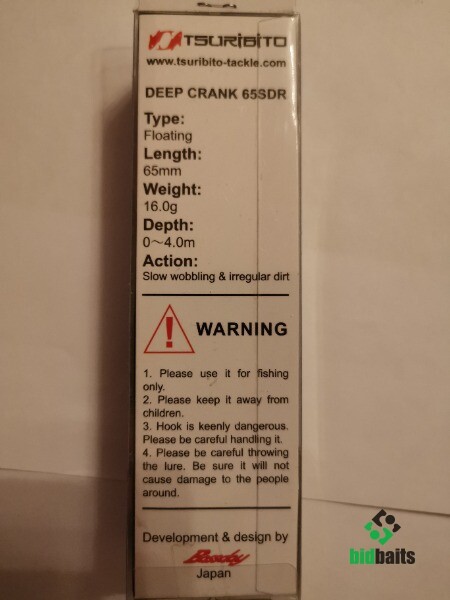 TSURIBITO
www.tsuribito-tackle.com
DEEP CRANK 65SDR
Type:
Floating
Length:
65mm
Weight:
16.0g
Depth:
0～4.0m
Action:
Slow wobbling & irregular dirt
WARNING
1. Please use it for fishing
only.
2. Please keep it away from
children.
3. Hook is keenly dangerous.
Please be careful handling it.
4. Please be careful throwing
the lure. Be sure it will not
cause damage to the people
around.
Development & design by
Japan
bidbaits